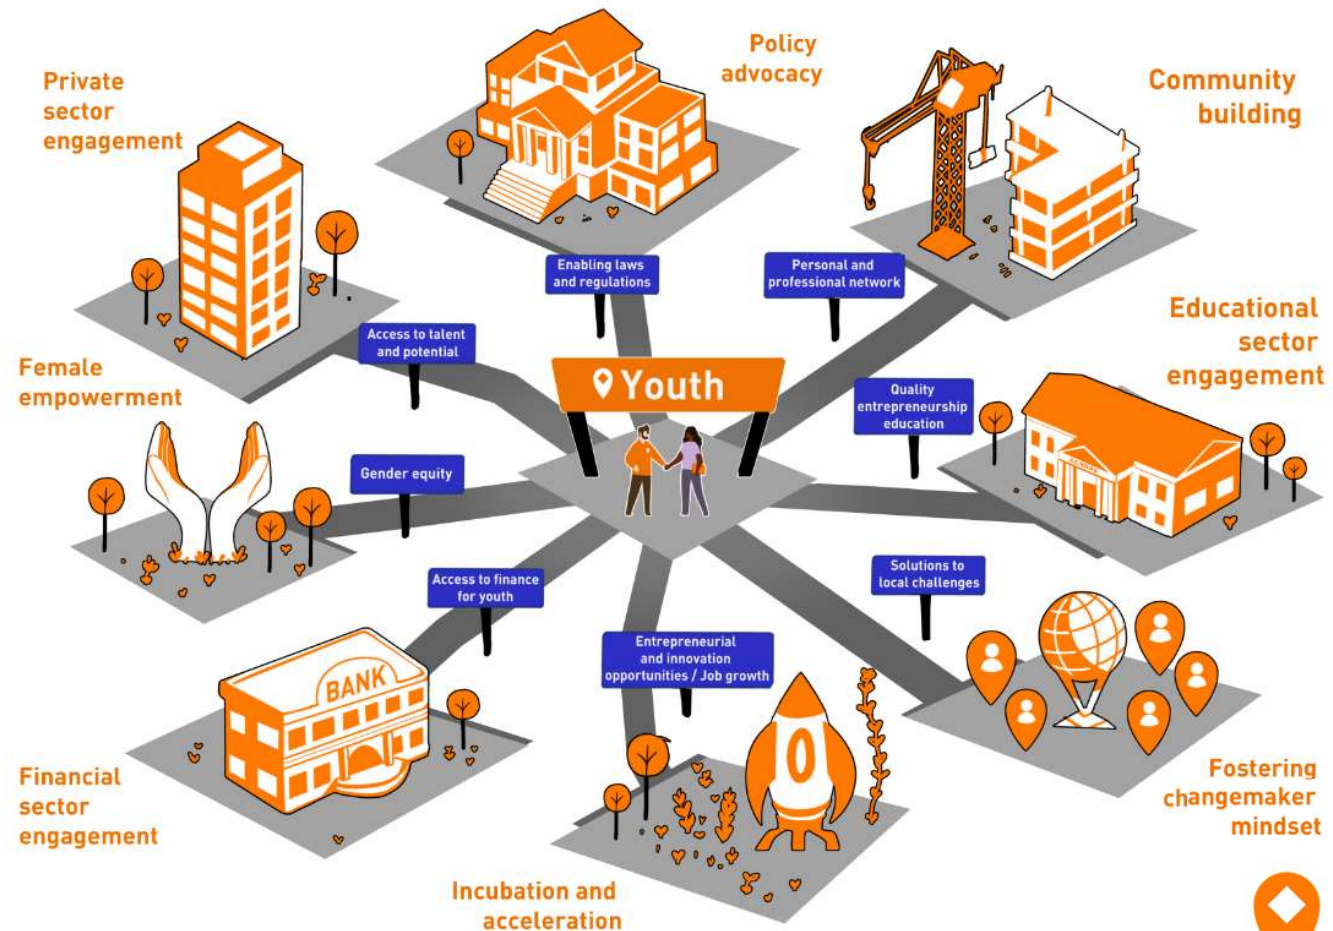 Policy
advocacy
Private
sector
engagement
Community
building
Enabling laws
and regulations
Personal and
professional network
Access to talent
and potential
Educational
sector
engagement
Female
empowerment
Youth
Quality
entrepreneurship
education
SCHOOL
Gender equity
Access to finance
for youth
Solutions to
local challenges
Entrepreneurial
and innovation
opportunities / Job growth
BANK
Financial
sector
engagement
Fostering
changemaker
mindset
Incubation and
acceleration